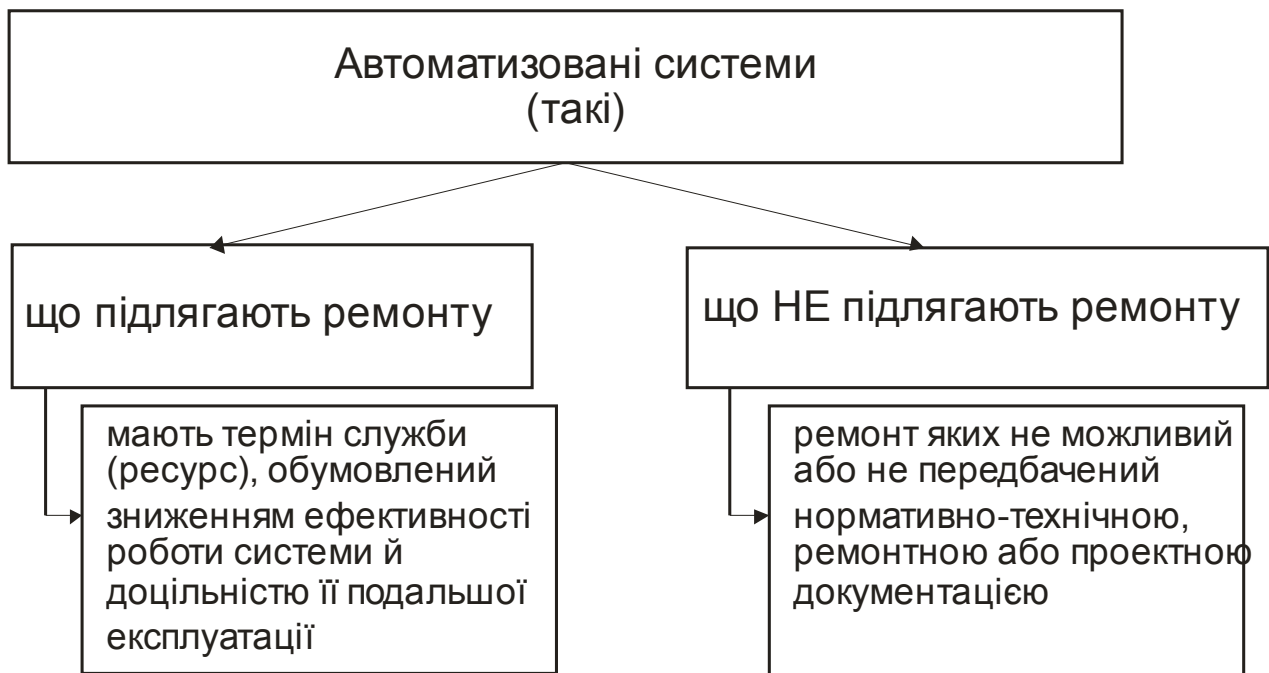 Автоматизовані системи
(такі)
що підлягають ремонту
мають термін служби
(ресурс), обумовлений
зниженням ефективності
роботи системи й
доцільністю її подальшої
експлуатації
що НЕ підлягають ремонту
ремонт яких не можливий
або не передбачений
нормативно-технічною,
ремонтною або проектною
документацією